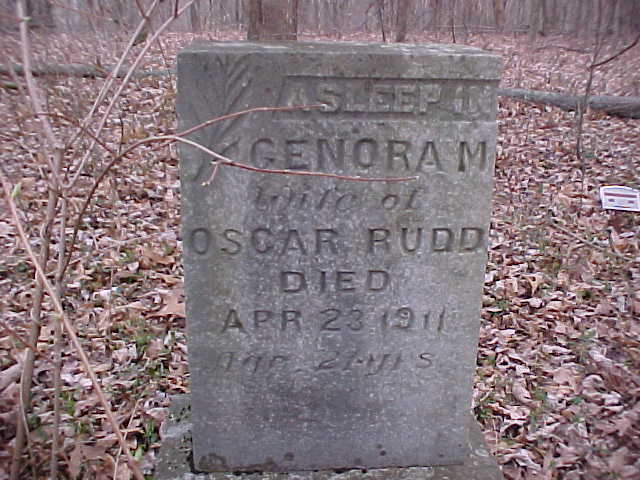 ASLEEP IN
GENORA M
Wife of
OSCAR RUDD
DIED
APR 23 1911
Age 21 yrs